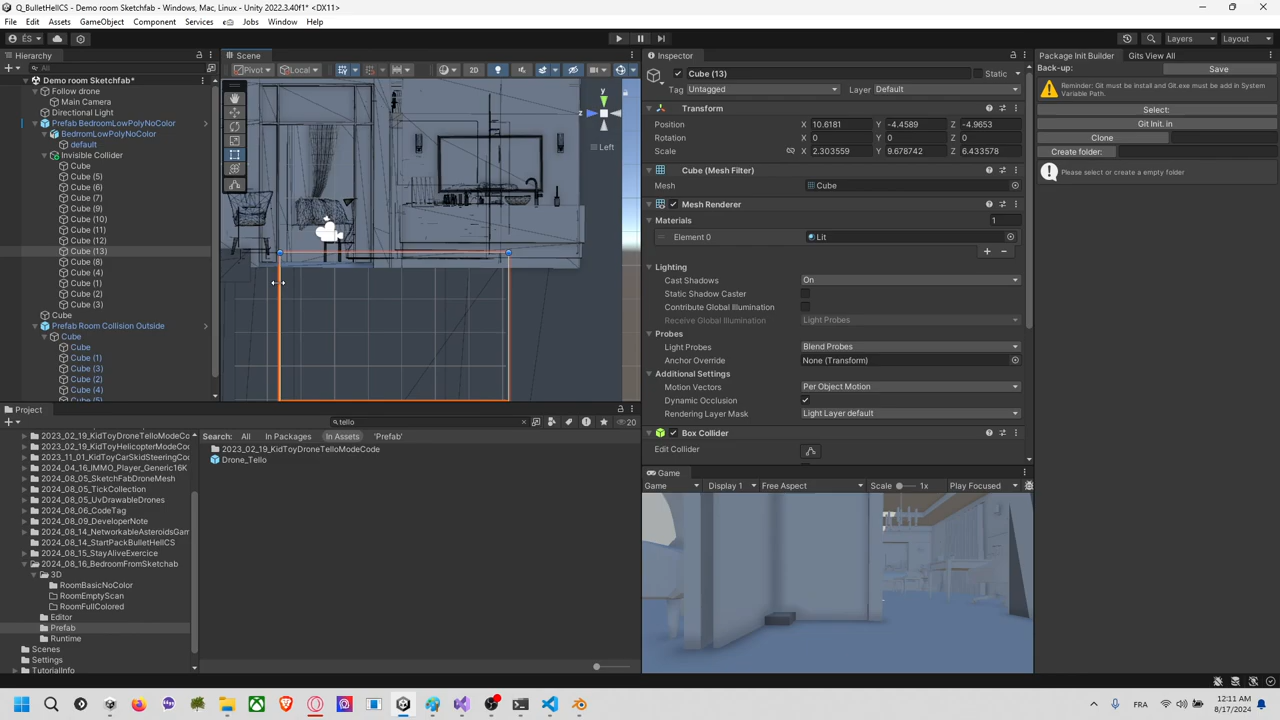 Q_BulletHellCS - Demo room Sketchfab - Windows, Mac, Linux - Unity 2022.3.40f1* <DX11>
File Edit Assets GameObject Component Services Jobs Window Help
ÉS
Layers Layout
Hierarchy
All
Demo room Sketchfab*
Follow drone
Main Camera
Directional Light
Prefab BedroomLowPolyNoColor
BedrromLowPolyNoColor
default
Invisible Collider
Cube
Cube (5)
Cube (6)
Cube (7)
Cube (9)
Cube (10)
Cube (11)
Cube (12)
Cube (13)
Cube (8)
Cube (4)
Cube (1)
Cube (2)
Cube (3)
Cube
Prefab Room Collision Outside
Cube
Cube
Cube (1)
Cube (3)
Cube (2)
Cube (4)
Scene
Pivot Local 2D
y
z
Left
Inspector
Cube (13) Static
Tag Untagged Layer Default
Transform
Position X 10.6181 Y -4.4589 Z -4.9653
Rotation X 0 Y 0 Z 0
Scale X 2.303559 Y 9.678742 Z 6.433578
Cube (Mesh Filter)
Mesh Cube
Mesh Renderer
Materials 1
Element 0 Lit
Lighting
Cast Shadows On
Static Shadow Caster
Contribute Global Illumination
Receive Global Illumination Light Probes
Probes
Light Probes Blend Probes
Anchor Override None (Transform)
Additional Settings
Motion Vectors Per Object Motion
Dynamic Occlusion
Rendering Layer Mask Light Layer default
Box Collider
Edit Collider
Package Init Builder Gits View All
Back-up: Save
Reminder: Git must be install and Git.exe must be add in System Variable Path.
Select:
Git Init. in
Clone
Create folder:
Please select or create a empty folder
Project
tello
20
2023_02_19_KidToyDroneTelloModeCo
2023_02_19_KidToyHelicopterModeCo
2023_11_01_KidToyCarSkidSteeringCo
2024_04_16_IMMO_Player_Generic16K
2024_08_05_SketchFabDroneMesh
2024_08_05_TickCollection
2024_08_05_UvDrawableDrones
2024_08_06_CodeTag
2024_08_09_DeveloperNote
2024_08_14_NetworkableAsteroidsGam
2024_08_14_StartPackBulletHellCS
2024_08_15_StayAliveExercice
2024_08_16_BedroomFromSketchab
3D
RoomBasicNoColor
RoomEmptyScan
RoomFullColored
Editor
Prefab
Runtime
Scenes
Settings
TutorialInfo
Search: All In Packages In Assets 'Prefab'
2023_02_19_KidToyDroneTelloModeCode
Drone_Tello
Game
Game Display 1 Free Aspect Scale 1x Play Focused
FRA
12:11 AM
8/17/2024